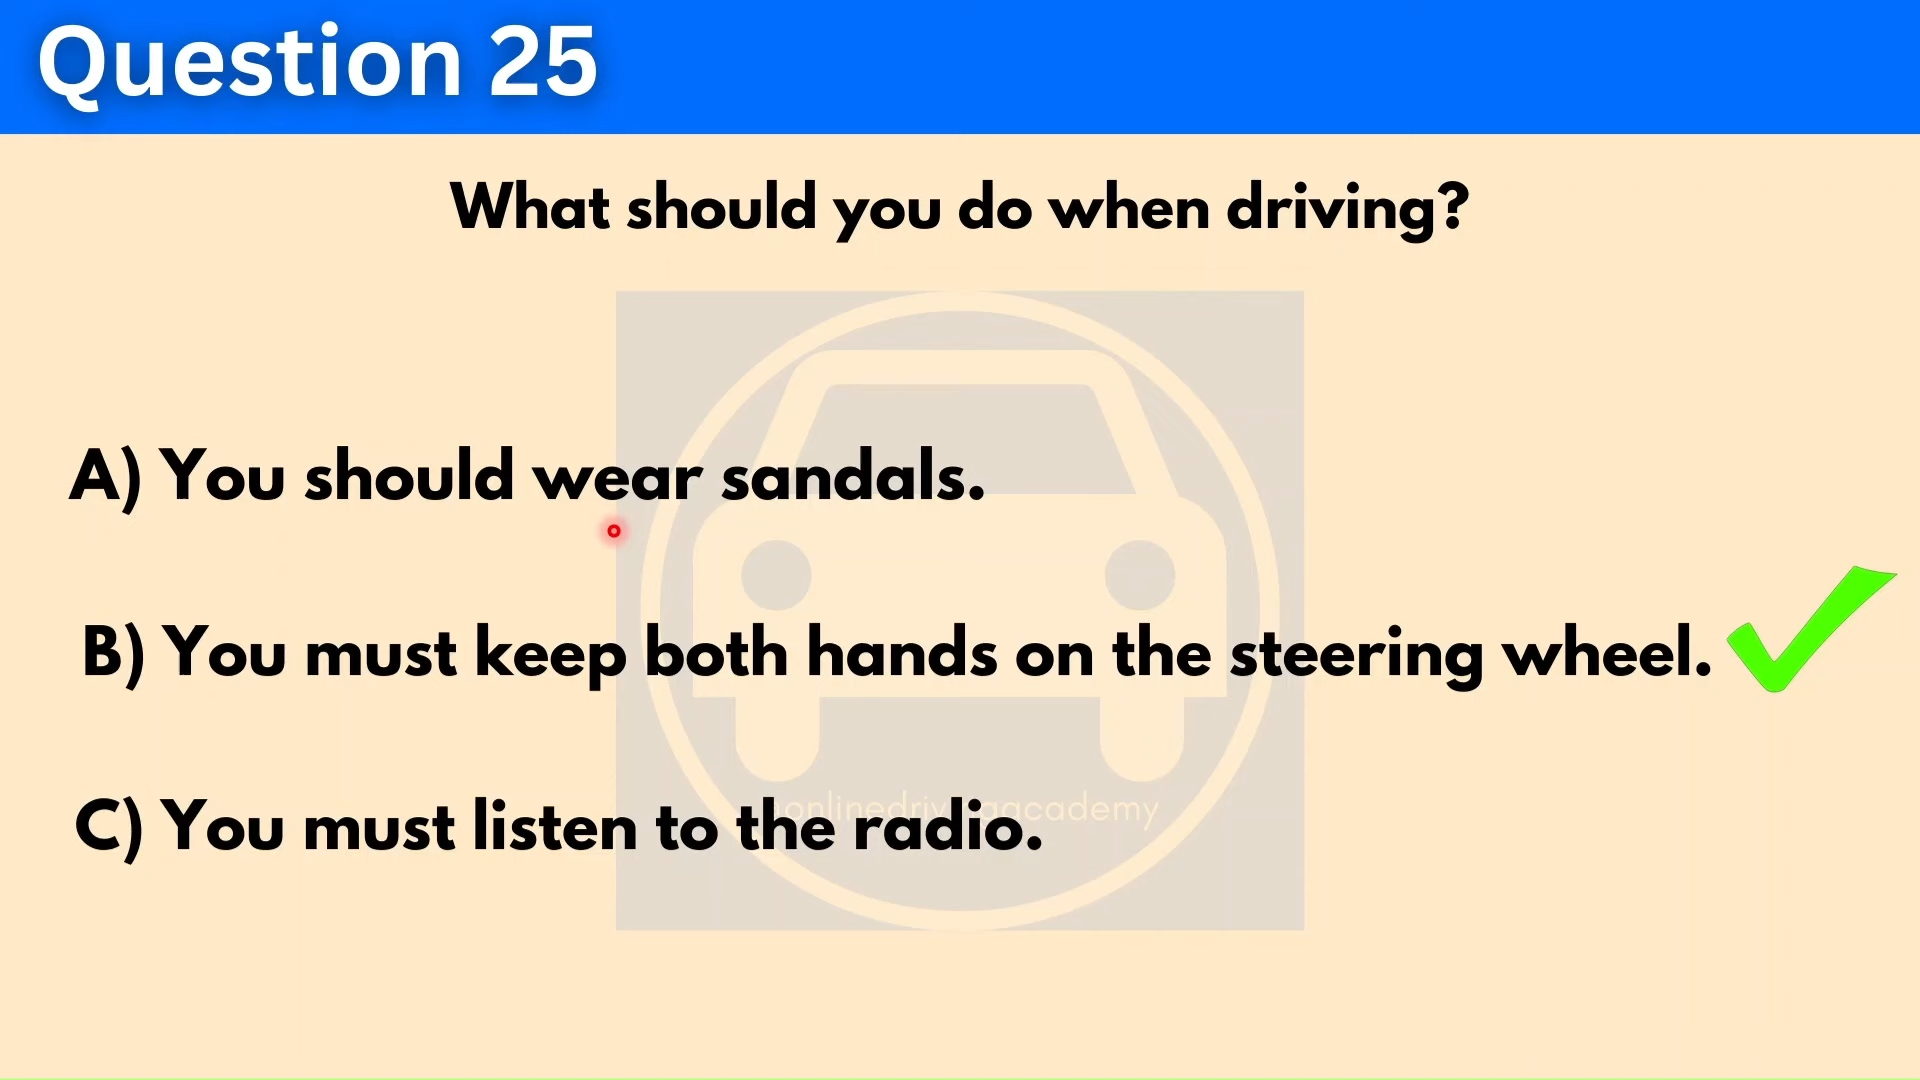 Question 25
What should you do when driving?
A) You should wear sandals.
B) You must keep both hands on the steering wheel.
C) You must listen to the radio.